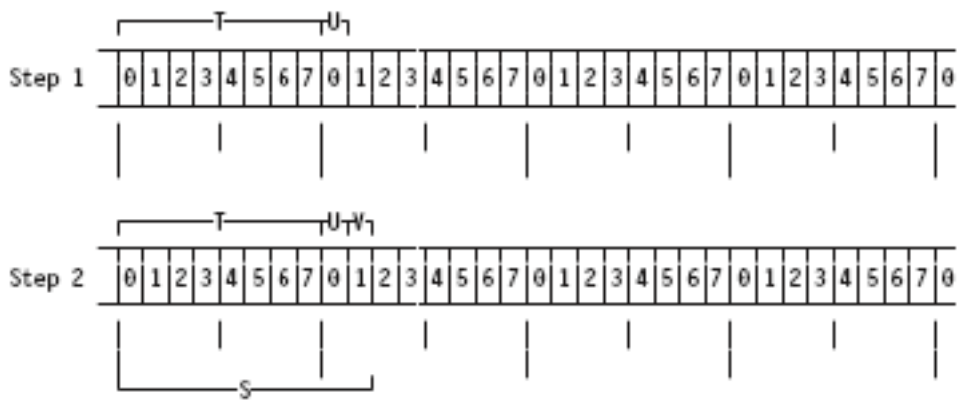 T U
Step 1 0 1 2 3 4 5 6 7 0 1 2 3 4 5 6 7 0 1 2 3 4 5 6 7 0 1 2 3 4 5 6 7 0
T U V
Step 2 0 1 2 3 4 5 6 7 0 1 2 3 4 5 6 7 0 1 2 3 4 5 6 7 0 1 2 3 4 5 6 7 0
S